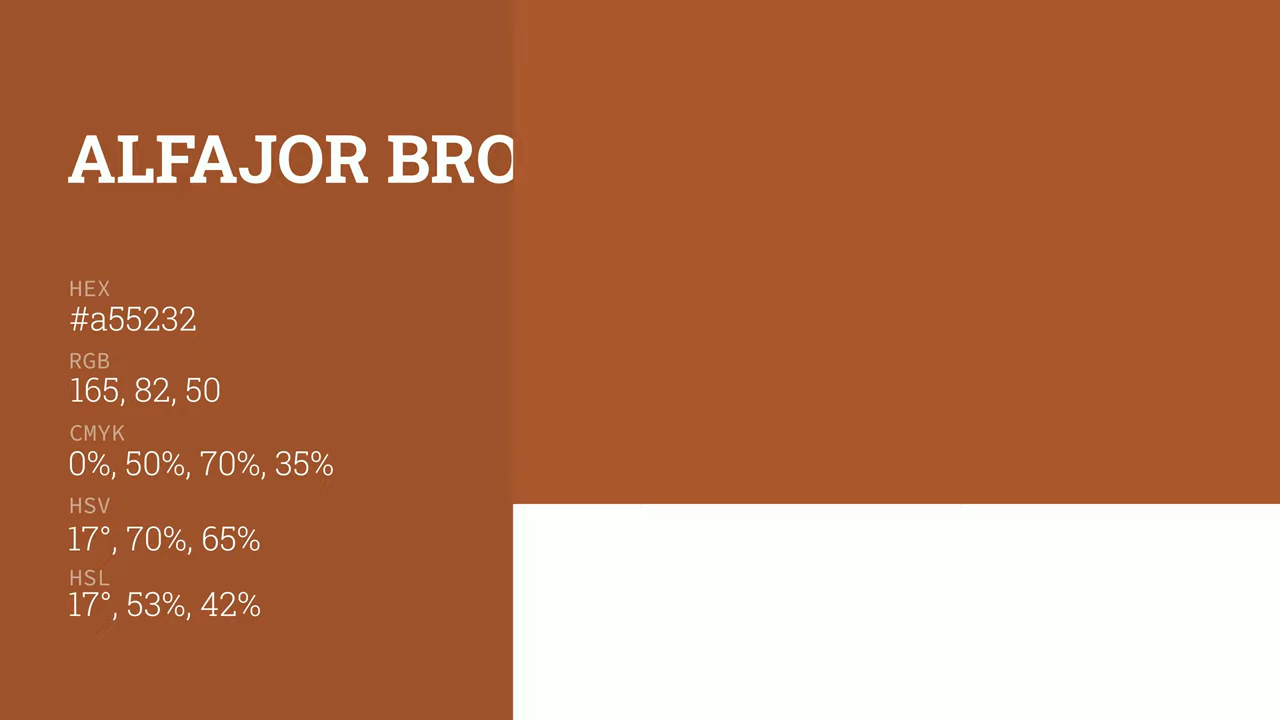 ALFAJOR BRO
HEX
#a55232
RGB
165, 82, 50
CMYK
0%, 50%, 70%, 35%
HSV
17°, 70%, 65%
HSL
17°, 53%, 42%